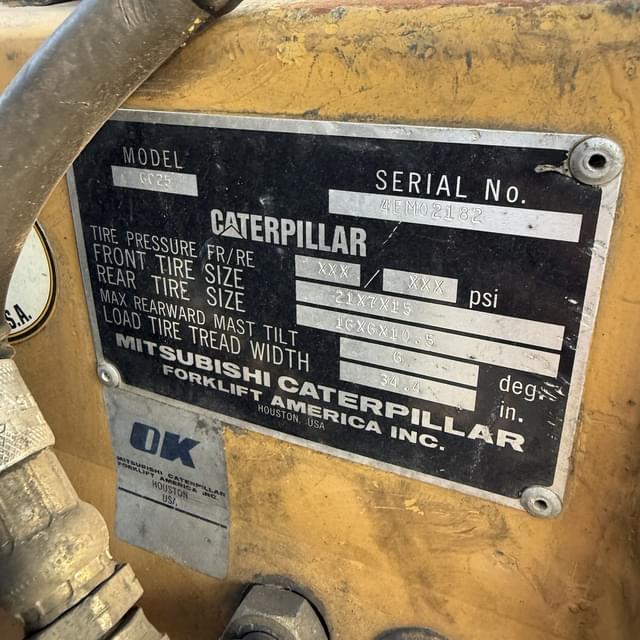 MODEL
GC25
SERIAL No.
4EM02182
CATERPILLAR
TIRE PRESSURE FR/RE XXX / XXX psi
FRONT TIRE SIZE 21X7X15
REAR TIRE SIZE 16X6X10.5
MAX REARWARD MAST TILT 6 deg.
LOAD TIRE TREAD WIDTH 34.4 in.
MITSUBISHI CATERPILLAR
FORKLIFT AMERICA INC.
HOUSTON, USA
S.A.
OK
MITSUBISHI CATERPILLAR
FORKLIFT AMERICA INC
HOUSTON
USA